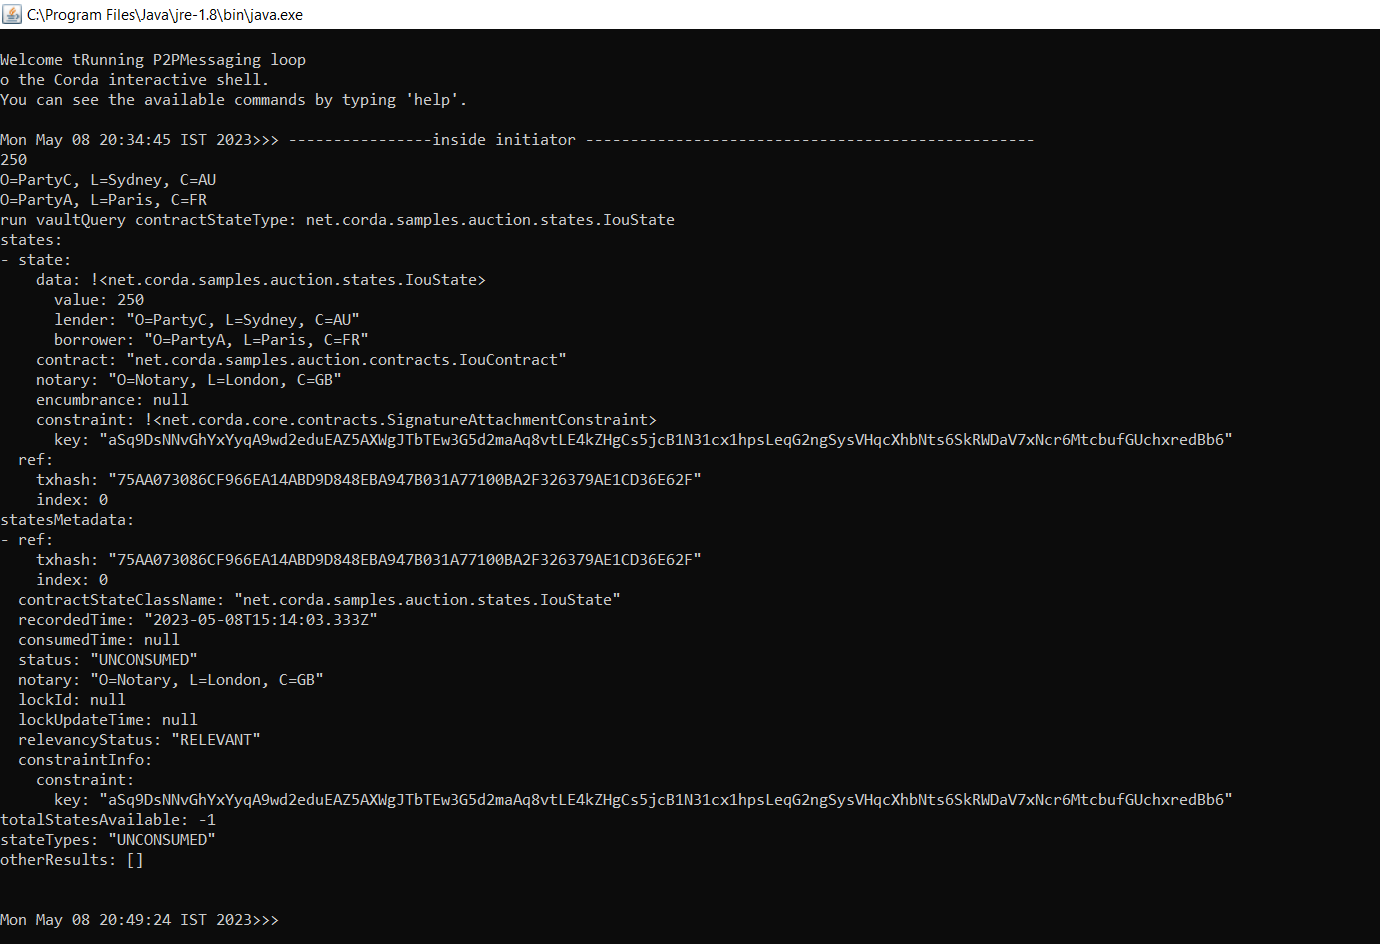 C:\Program Files\Java\jre-1.8\bin\java.exe
Welcome tRunning P2PMessaging loop
o the Corda interactive shell.
You can see the available commands by typing 'help'.
Mon May 08 20:34:45 IST 2023>>> ----------------inside initiator --------------------------------------------------
250
O=PartyC, L=Sydney, C=AU
O=PartyA, L=Paris, C=FR
run vaultQuery contractStateType: net.corda.samples.auction.states.IouState
states:
- state:
    data: !<net.corda.samples.auction.states.IouState>
      value: 250
      lender: "O=PartyC, L=Sydney, C=AU"
      borrower: "O=PartyA, L=Paris, C=FR"
    contract: "net.corda.samples.auction.contracts.IouContract"
    notary: "O=Notary, L=London, C=GB"
    encumbrance: null
    constraint: !<net.corda.core.contracts.SignatureAttachmentConstraint>
      key: "aSq9DsNNvGhYxYyqA9wd2eduEAZ5AXWgJTbTEw3G5d2maAq8vtLE4kZHgCs5jcB1N31cx1hpsLeqG2ngSysVHqcXhbNts6SkRWDaV7xNcr6MtcbufGUchxredBb6"
  ref:
    txhash: "75AA073086CF966EA14ABD9D848EBA947B031A77100BA2F326379AE1CD36E62F"
    index: 0
statesMetadata:
- ref:
    txhash: "75AA073086CF966EA14ABD9D848EBA947B031A77100BA2F326379AE1CD36E62F"
    index: 0
  contractStateClassName: "net.corda.samples.auction.states.IouState"
  recordedTime: "2023-05-08T15:14:03.333Z"
  consumedTime: null
  status: "UNCONSUMED"
  notary: "O=Notary, L=London, C=GB"
  lockId: null
  lockUpdateTime: null
  relevancyStatus: "RELEVANT"
  constraintInfo:
    constraint:
      key: "aSq9DsNNvGhYxYyqA9wd2eduEAZ5AXWgJTbTEw3G5d2maAq8vtLE4kZHgCs5jcB1N31cx1hpsLeqG2ngSysVHqcXhbNts6SkRWDaV7xNcr6MtcbufGUchxredBb6"
totalStatesAvailable: -1
stateTypes: "UNCONSUMED"
otherResults: []
Mon May 08 20:49:24 IST 2023>>>